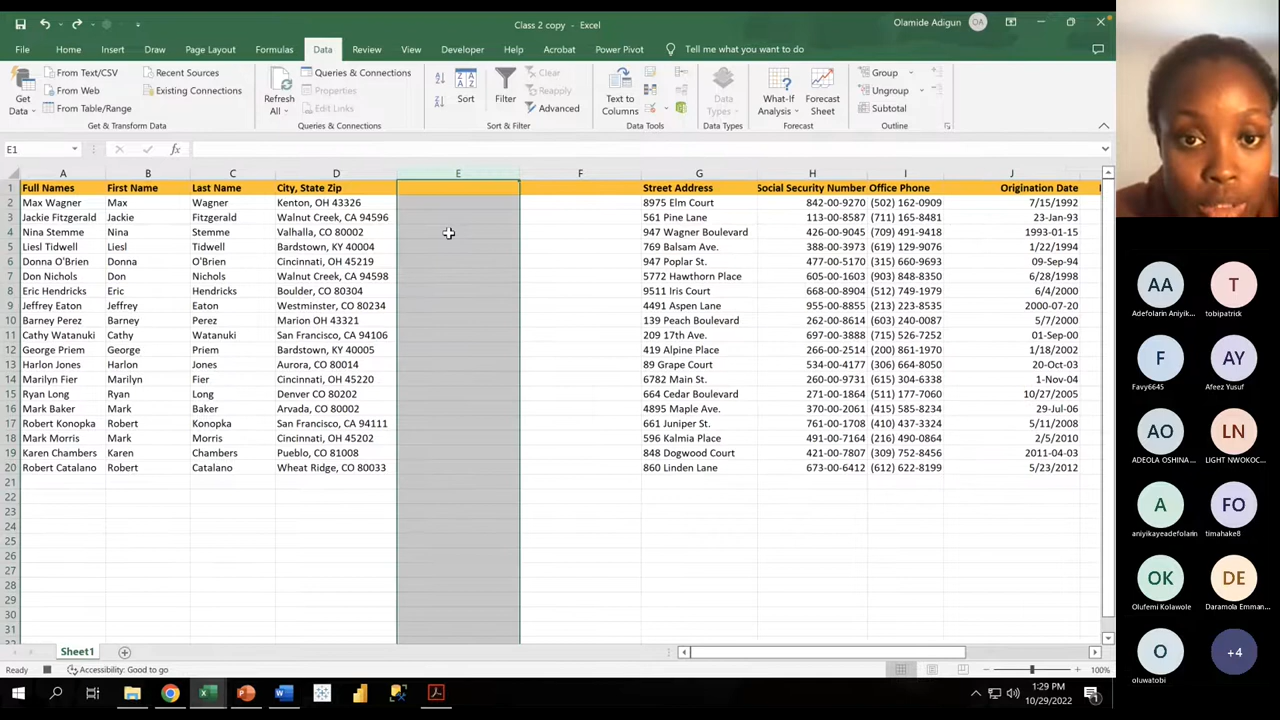 Class 2 copy - Excel
Olamide Adigun
OA
File Home Insert Draw Page Layout Formulas Data Review View Developer Help Acrobat Power Pivot Tell me what you want to do
Get Data
From Text/CSV
From Web
From Table/Range
Recent Sources
Existing Connections
Get & Transform Data
Refresh All
Queries & Connections
Properties
Edit Links
Queries & Connections
Sort
Filter
Clear
Reapply
Advanced
Sort & Filter
Text to Columns
Data Tools
Data Types
Data Types
What-If Analysis
Forecast Sheet
Forecast
Group
Ungroup
Subtotal
Outline
E1 fx
A B C D E F G H I J
1 Full Names First Name Last Name City, State Zip Street Address Social Security Number Office Phone Origination Date
2 Max Wagner Max Wagner Kenton, OH 43326 8975 Elm Court 842-00-9270 (502) 162-0909 7/15/1992
3 Jackie Fitzgerald Jackie Fitzgerald Walnut Creek, CA 94596 561 Pine Lane 113-00-8587 (711) 165-8481 23-Jan-93
4 Nina Stemme Nina Stemme Valhalla, CO 80002 947 Wagner Boulevard 426-00-9045 (709) 491-9418 1993-01-15
5 Liesl Tidwell Liesl Tidwell Bardstown, KY 40004 769 Balsam Ave. 388-00-3973 (619) 129-9076 1/22/1994
6 Donna O'Brien Donna O'Brien Cincinnati, OH 45219 947 Poplar St. 477-00-5170 (315) 660-9693 09-Sep-94
7 Don Nichols Don Nichols Walnut Creek, CA 94598 5772 Hawthorn Place 605-00-1603 (903) 848-8350 6/28/1998
8 Eric Hendricks Eric Hendricks Boulder, CO 80304 9511 Iris Court 668-00-8904 (512) 749-1979 6/4/2000
9 Jeffrey Eaton Jeffrey Eaton Westminster, CO 80234 4491 Aspen Lane 955-00-8855 (213) 223-8535 2000-07-20
10 Barney Perez Barney Perez Marion OH 43321 139 Peach Boulevard 262-00-8614 (603) 240-0087 5/7/2000
11 Cathy Watanuki Cathy Watanuki San Francisco, CA 94106 209 17th Ave. 697-00-3888 (715) 526-7252 01-Sep-00
12 George Priem George Priem Bardstown, KY 40005 419 Alpine Place 266-00-2514 (200) 861-1970 1/18/2002
13 Harlon Jones Harlon Jones Aurora, CO 80014 89 Grape Court 534-00-4177 (306) 664-8050 20-Oct-03
14 Marilyn Fier Marilyn Fier Cincinnati, OH 45220 6782 Main St. 260-00-9731 (615) 304-6338 1-Nov-04
15 Ryan Long Ryan Long Denver CO 80202 664 Cedar Boulevard 271-00-1864 (511) 177-7060 10/27/2005
16 Mark Baker Mark Baker Arvada, CO 80002 4895 Maple Ave. 370-00-2061 (415) 585-8234 29-Jul-06
17 Robert Konopka Robert Konopka San Francisco, CA 94111 661 Juniper St. 761-00-1708 (410) 437-3324 5/11/2008
18 Mark Morris Mark Morris Cincinnati, OH 45202 596 Kalmia Place 491-00-7164 (216) 490-0864 2/5/2010
19 Karen Chambers Karen Chambers Pueblo, CO 81008 848 Dogwood Court 421-00-7807 (309) 752-8456 2011-04-03
20 Robert Catalano Robert Catalano Wheat Ridge, CO 80033 860 Linden Lane 673-00-6412 (612) 622-8199 5/23/2012
21
22
23
24
25
26
27
28
29
30
31
Sheet1
Ready Accessibility: Good to go 100%
1:29 PM
10/29/2022
AA T
Adefolarin Aniyik... tobipatrick
F AY
Favy6645 Afeez Yusuf
AO LN
ADEOLA OSHINA... LIGHT NWOKOC...
A FO
aniyikayeadefolarin timahake8
OK DE
Olufemi Kolawole Daramola Emman...
O +4
oluwatobi